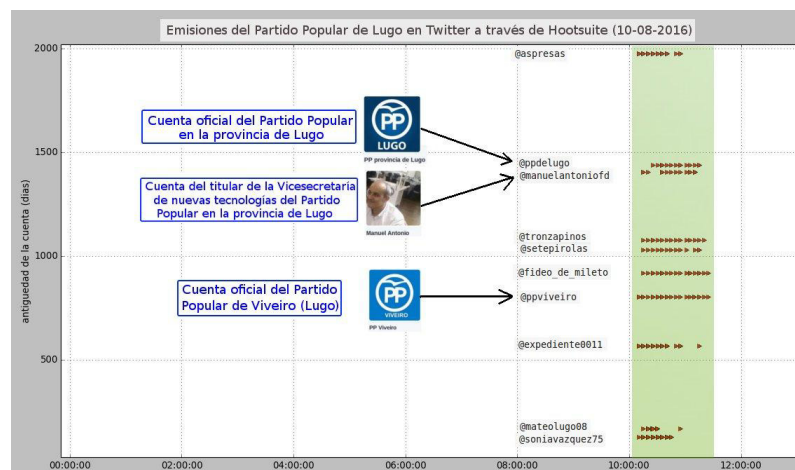 Emisiones del Partido Popular de Lugo en Twitter a través de Hootsuite (10-08-2016)
antiguedad de la cuenta (dias)
2000
1500
1000
500
Cuenta oficial del Partido Popular
en la provincia de Lugo
PP
LUGO
PP provincia de Lugo
Cuenta del titular de la Vicesecretaría
de nuevas tecnologías del Partido
Popular en la provincia de Lugo
Manuel Antonio
Cuenta oficial del Partido
Popular de Viveiro (Lugo)
PP
VIVEIRO
PP Viveiro
@aspresas
@ppdelugo
@manuelantoniofd
@tronzapinos
@setepirolas
@fideo_de_mileto
@ppviveiro
@expediente0011
@mateolugo08
@soniavazquez75
00:00:00
02:00:00
04:00:00
06:00:00
08:00:00
10:00:00
12:00:00